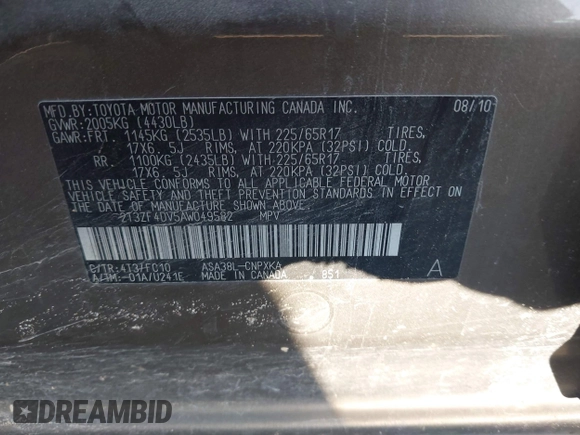 MFD.BY:TOYOTA MOTOR MANUFACTURING CANADA INC. 08/10
GVWR:2005KG (4430LB)
GAWR:FRT 1145KG (2535LB) WITH 225/65R17 TIRES,
17X6.5J RIMS, AT 220KPA (32PSI) COLD.
RR. 1100KG (2435LB) WITH 225/65R17 TIRES,
17X6.5J RIMS, AT 220KPA (32PSI) COLD.
THIS VEHICLE CONFORMS TO ALL APPLICABLE FEDERAL MOTOR
VEHICLE SAFETY AND THEFT PREVENTION STANDARDS IN EFFECT
ON THE DATE OF MANUFACTURE SHOWN ABOVE.
2T3ZF4DV5AW049582 MPV
C/TR:4T3/FC10 ASA38L-CNPXKA
A/TM:-01A/U241E MADE IN CANADA BS1 A
DREAMBID